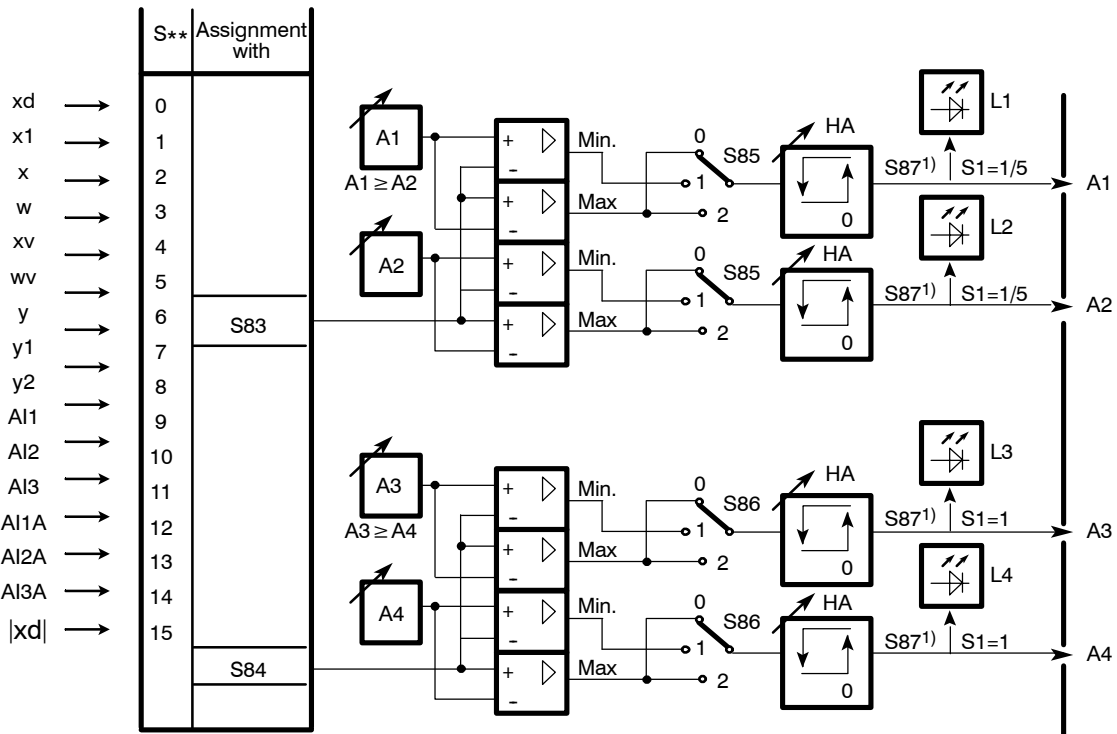 S** Assignment with
xd 0
x1 1
x 2
w 3
xv 4
wv 5
y 6
S83
y1 7
y2 8
AI1 9
AI2 10
AI3 11
AI1A 12
AI2A 13
AI3A 14
|xd| 15
S84
A1
A1 ≥ A2
+ Min.
-
+ Max
-
0
1
2
S85
HA
0
L1
S87¹⁾ S1=1/5
A1
A2
+ Min.
-
+ Max
-
0
1
2
S85
HA
0
L2
S87¹⁾ S1=1/5
A2
A3
A3 ≥ A4
+ Min.
-
+ Max
-
0
1
2
S86
HA
0
L3
S87¹⁾ S1=1
A3
A4
+ Min.
-
+ Max
-
0
1
2
S86
HA
0
L4
S87¹⁾ S1=1
A4